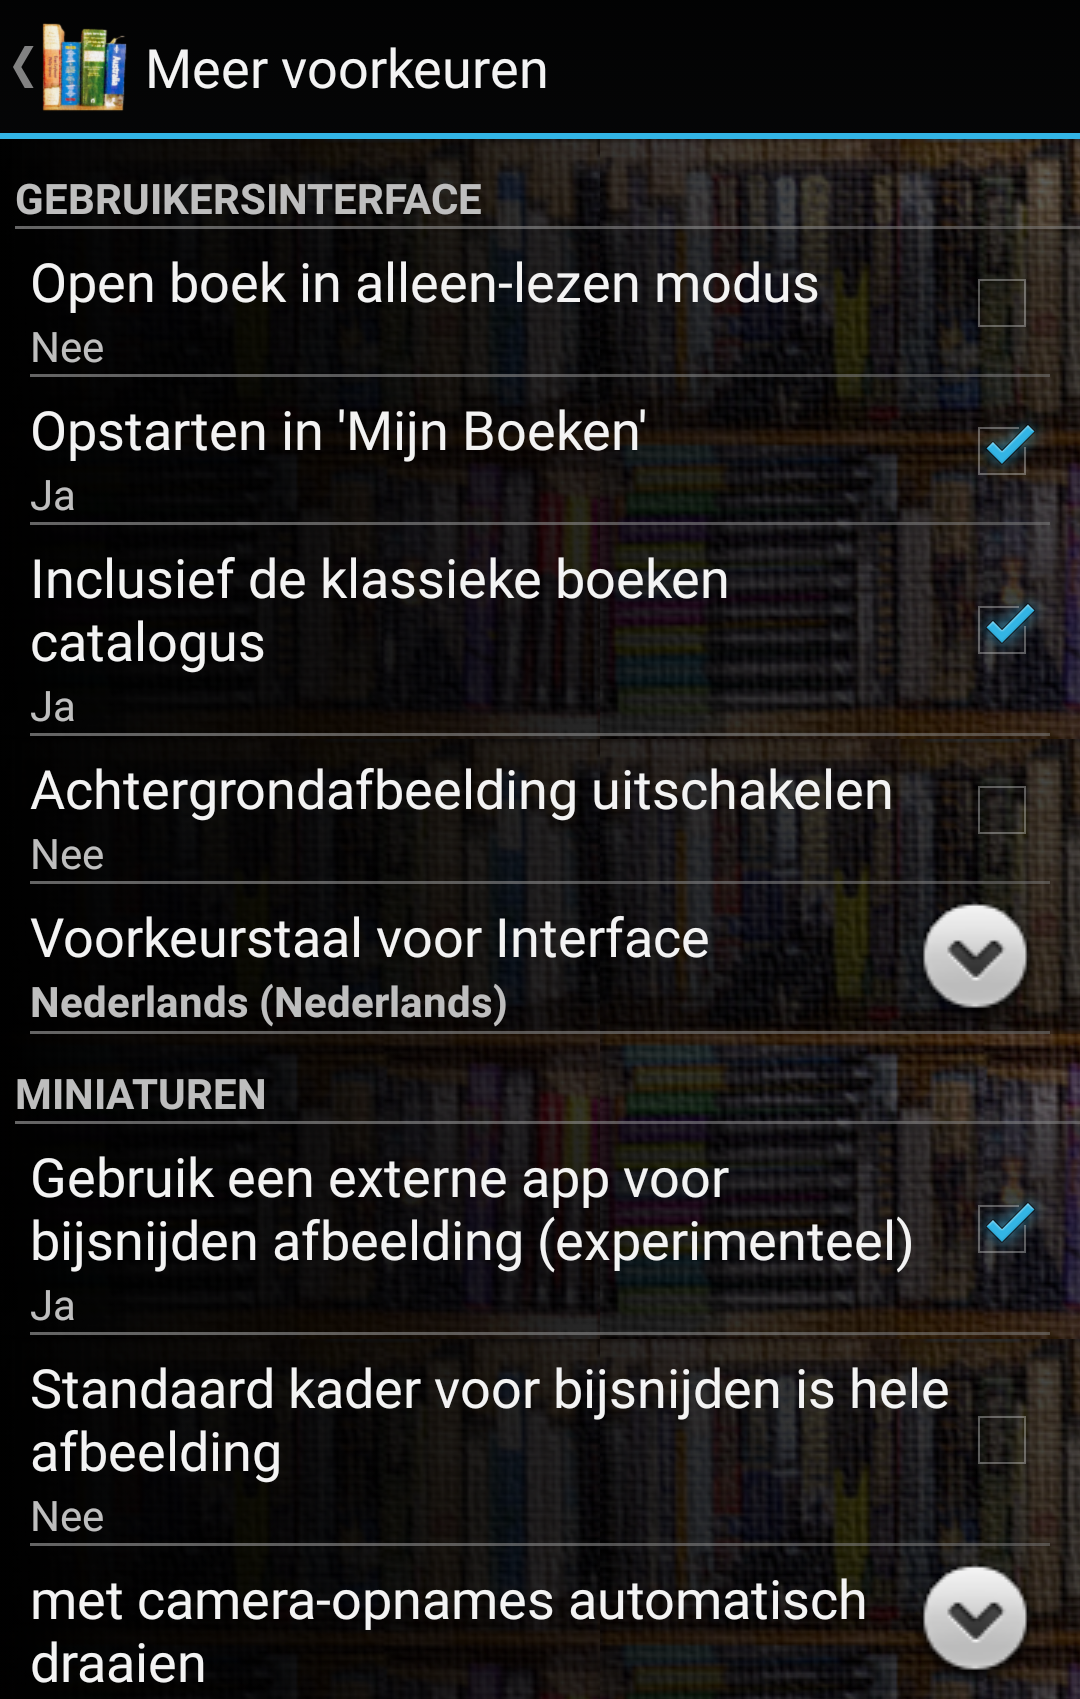 Meer voorkeuren
GEBRUIKERSINTERFACE
Open boek in alleen-lezen modus
Nee
Opstarten in 'Mijn Boeken'
Ja
Inclusief de klassieke boeken
catalogus
Ja
Achtergrondafbeelding uitschakelen
Nee
Voorkeurstaal voor Interface
Nederlands (Nederlands)
MINIATUREN
Gebruik een externe app voor
bijsnijden afbeelding (experimenteel)
Ja
Standaard kader voor bijsnijden is hele
afbeelding
Nee
met camera-opnames automatisch
draaien